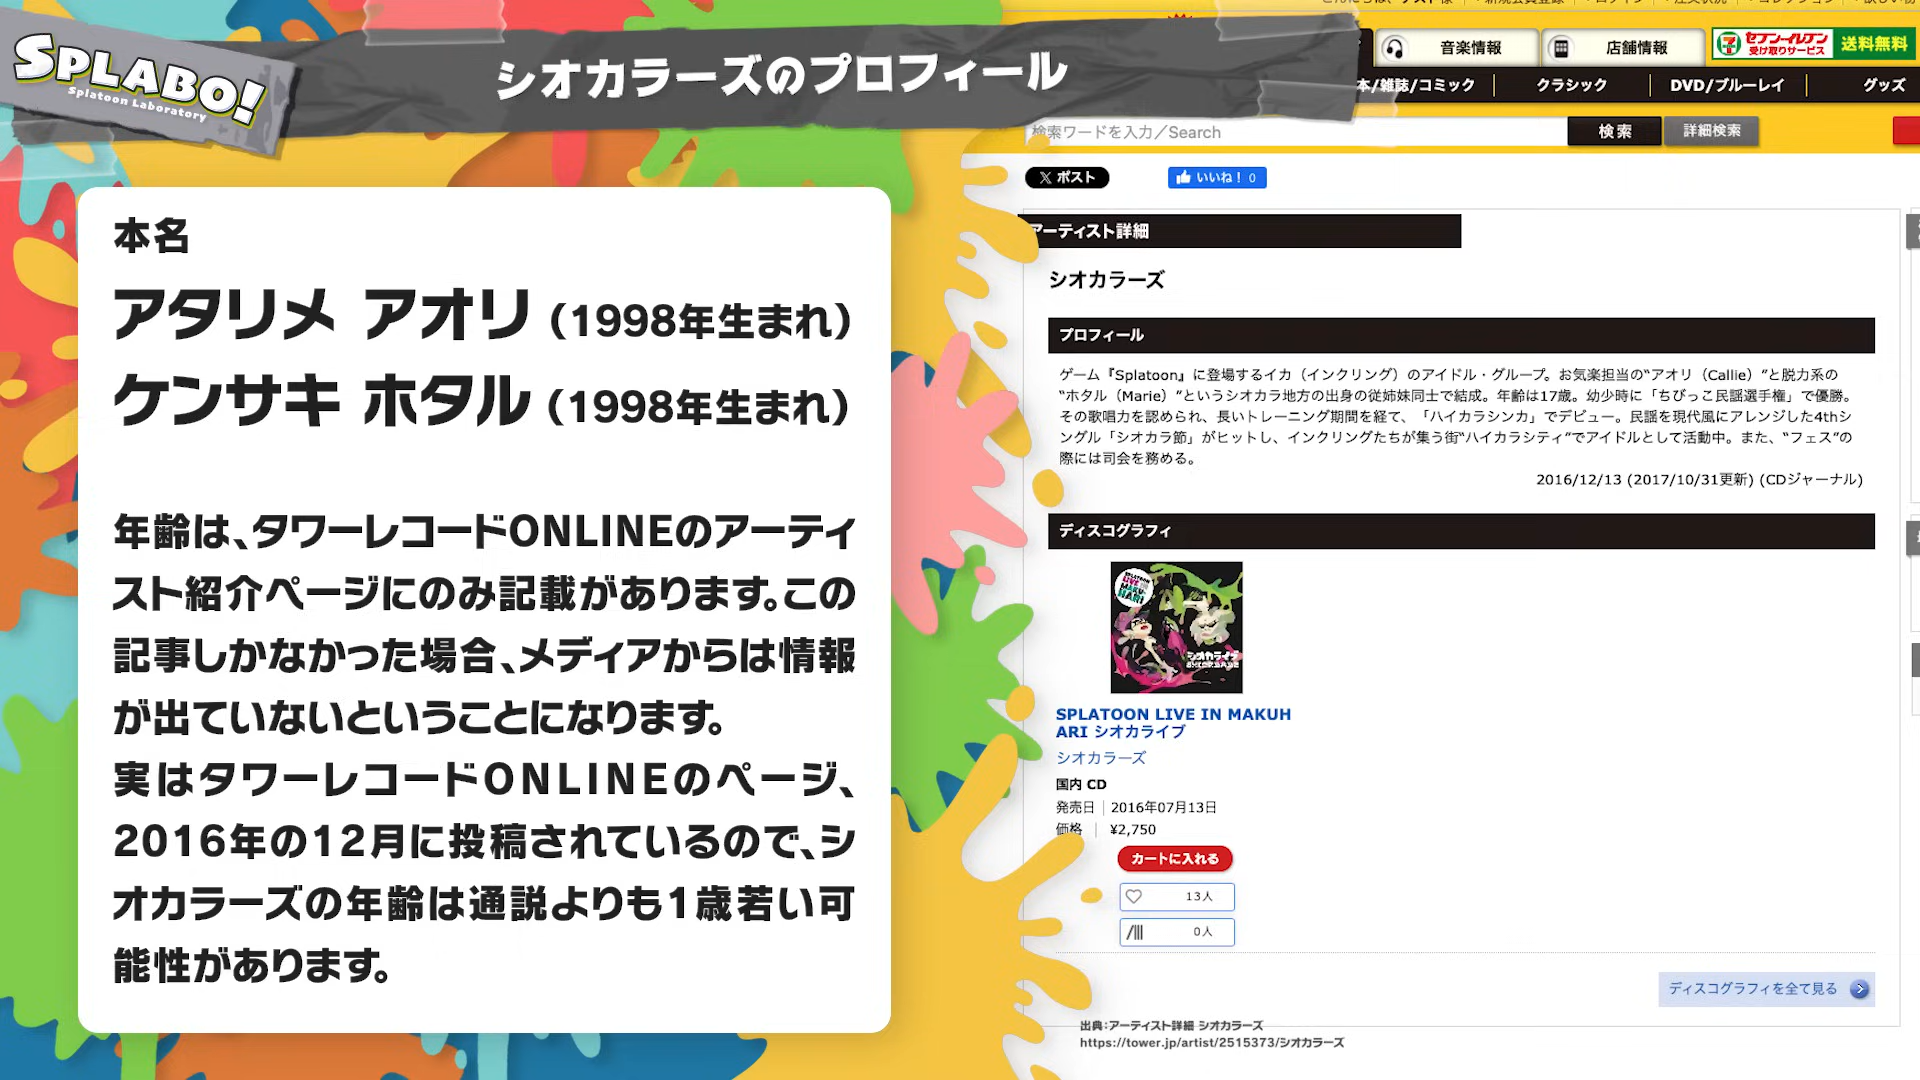 SPLABO!
Splatoon Laboratory
シオカラーズのプロフィール
本名
アタリメ アオリ（1998年生まれ）
ケンサキ ホタル（1998年生まれ）
年齢は、タワーレコードONLINEのアーティ
スト紹介ページにのみ記載があります。この
記事しかなかった場合、メディアからは情報
が出ていないということになります。
実はタワーレコードONLINEのページ、
2016年の12月に投稿されているので、シ
オカラーズの年齢は通説よりも1歳若い可
能性があります。
音楽情報
店舗情報
セブン-イレブン
受け取りサービス
送料無料
本/雑誌/コミック
クラシック
DVD/ブルーレイ
グッズ
検索ワードを入力／Search
検索
詳細検索
X ポスト
いいね！ 0
アーティスト詳細
シオカラーズ
プロフィール
ゲーム『Splatoon』に登場するイカ（インクリング）のアイドル・グループ。お気楽担当の“アオリ（Callie）”と脱力系の
“ホタル（Marie）”というシオカラ地方の出身の従姉妹同士で結成。年齢は17歳。幼少時に「ちびっこ民謡選手権」で優勝。
その歌唱力を認められ、長いトレーニング期間を経て、「ハイカラシンカ」でデビュー。民謡を現代風にアレンジした4thシ
ングル「シオカラ節」がヒットし、インクリングたちが集う街“ハイカラシティ”でアイドルとして活動中。また、“フェス”の
際には司会を務める。
2016/12/13 (2017/10/31更新) (CDジャーナル)
ディスコグラフィ
SPLATOON
LIVE IN
MAKU-
HARI
シオカライブ
SPLATOON LIVE IN MAKUH
ARI シオカライブ
シオカラーズ
国内 CD
発売日 2016年07月13日
価格 ¥2,750
カートに入れる
13人
0人
ディスコグラフィを全て見る
出典：アーティスト詳細 シオカラーズ
https://tower.jp/artist/2515373/シオカラーズ